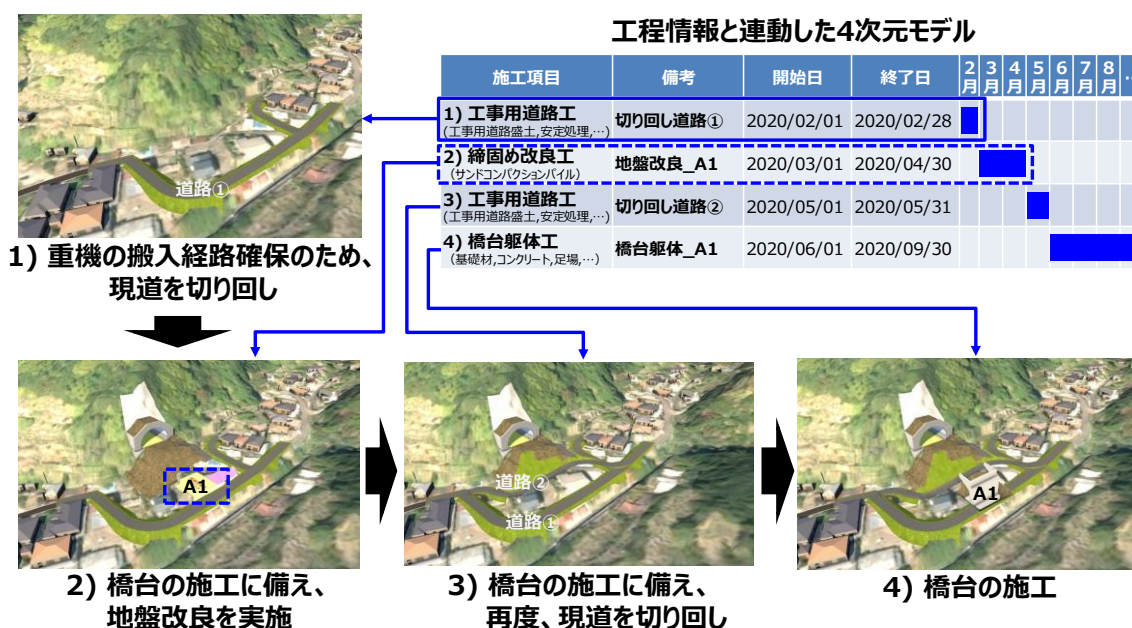 工程情報と連動した4次元モデル
施工項目 備考 開始日 終了日 2月 3月 4月 5月 6月 7月 8月 ..
1) 工事用道路工 切り回し道路① 2020/02/01 2020/02/28
(工事用道路盛土,安定処理,…)
2) 締固め改良工 地盤改良_A1 2020/03/01 2020/04/30
(サンドコンパクションパイル)
3) 工事用道路工 切り回し道路② 2020/05/01 2020/05/31
(工事用道路盛土,安定処理,…)
4) 橋台躯体工 橋台躯体_A1 2020/06/01 2020/09/30
(基礎材,コンクリート,足場,…)
道路①
1) 重機の搬入経路確保のため、
現道を切り回し
A1
2) 橋台の施工に備え、
地盤改良を実施
道路②
道路①
3) 橋台の施工に備え、
再度、現道を切り回し
A1
4) 橋台の施工